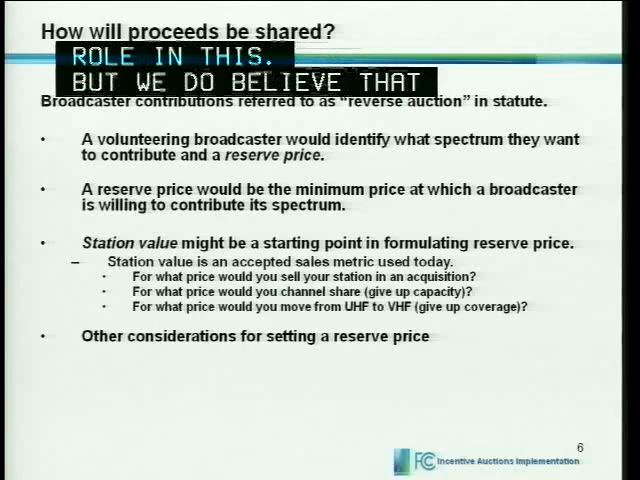 How will proceeds be shared?
ROLE IN THIS.
BUT WE DO BELIEVE THAT
Broadcaster contributions referred to as “reverse auction” in statute.
• A volunteering broadcaster would identify what spectrum they want
to contribute and a reserve price.
• A reserve price would be the minimum price at which a broadcaster
is willing to contribute its spectrum.
• Station value might be a starting point in formulating reserve price.
– Station value is an accepted sales metric used today.
• For what price would you sell your station in an acquisition?
• For what price would you channel share (give up capacity)?
• For what price would you move from UHF to VHF (give up coverage)?
• Other considerations for setting a reserve price
6
FCC Incentive Auctions Implementation